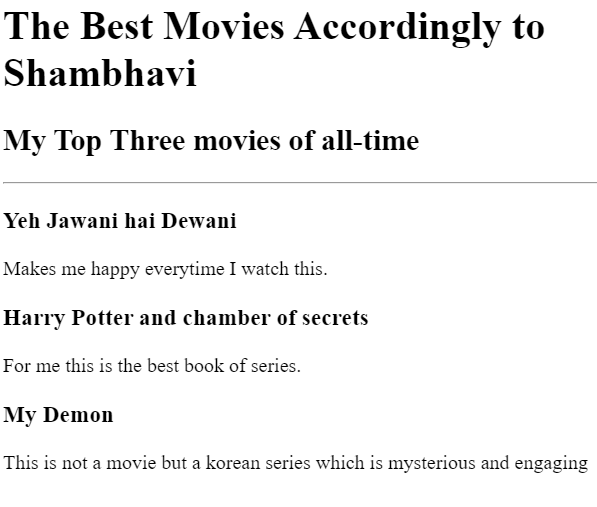 The Best Movies Accordingly to
Shambhavi
My Top Three movies of all-time
Yeh Jawani hai Dewani
Makes me happy everytime I watch this.
Harry Potter and chamber of secrets
For me this is the best book of series.
My Demon
This is not a movie but a korean series which is mysterious and engaging